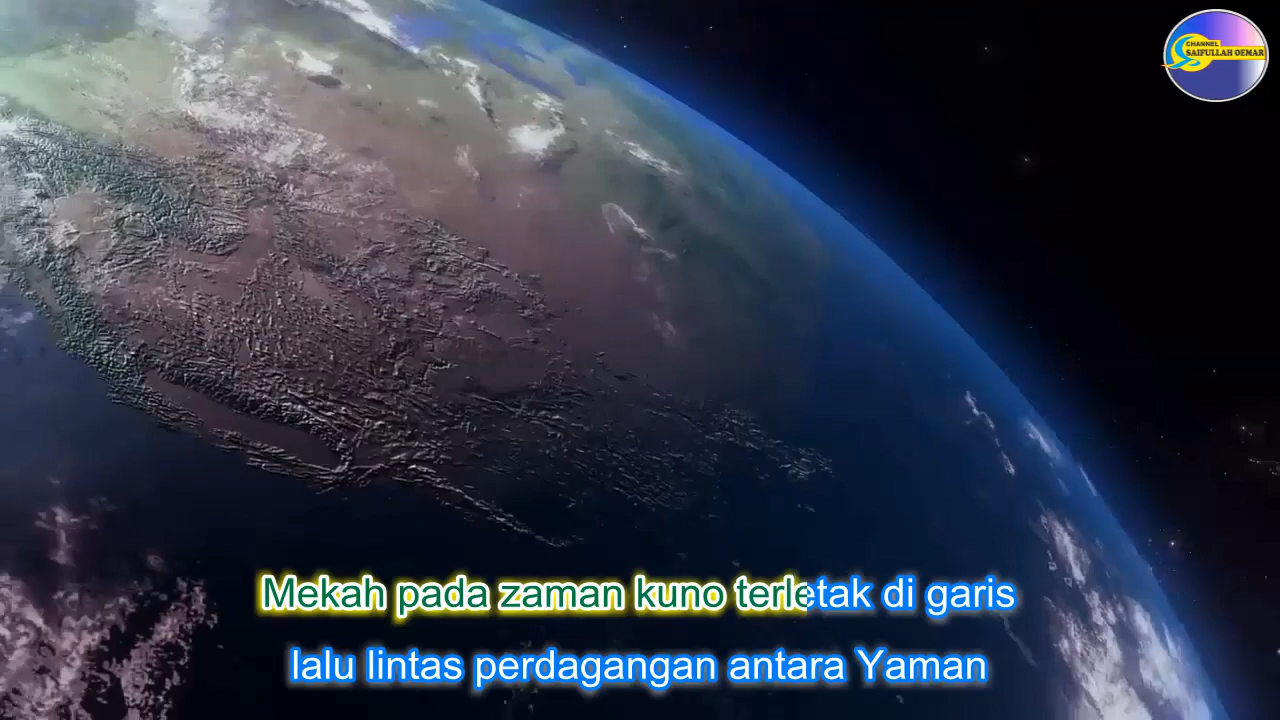 CHANNEL
SAIFULLAH OEMAR
Mekah pada zaman kuno terletak di garis
lalu lintas perdagangan antara Yaman